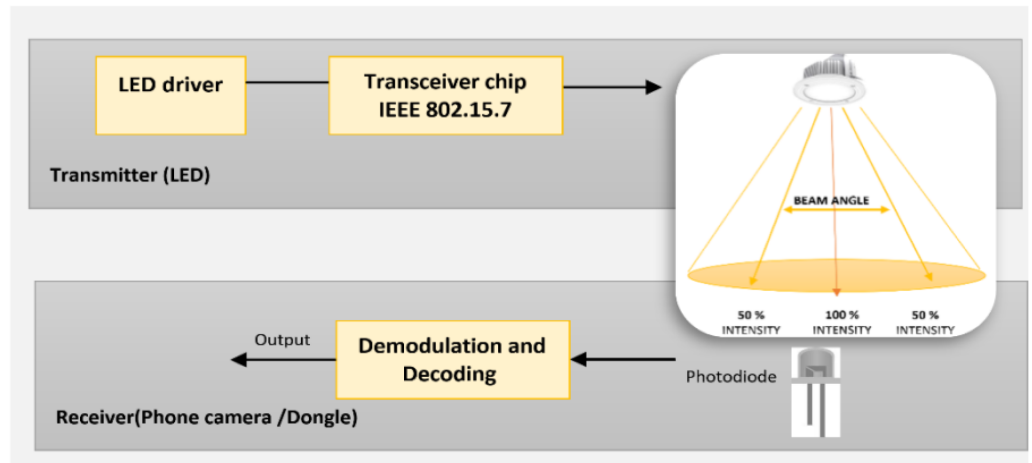 LED driver
Transceiver chip
IEEE 802.15.7
Transmitter (LED)
BEAM ANGLE
50 % 100 % 50 %
INTENSITY INTENSITY INTENSITY
Output
Demodulation and
Decoding
Photodiode
Receiver(Phone camera /Dongle)